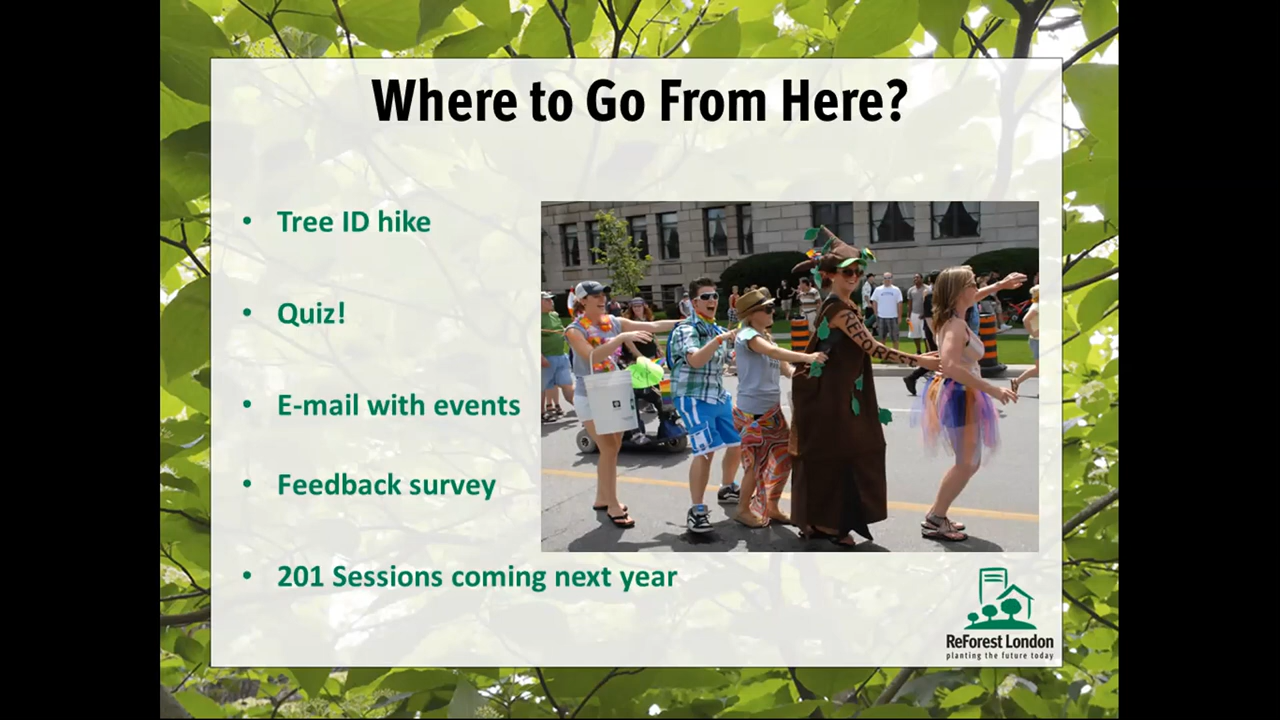 Where to Go From Here?
• Tree ID hike
• Quiz!
• E-mail with events
• Feedback survey
• 201 Sessions coming next year
REFOREST
ReForest London
planting the future today